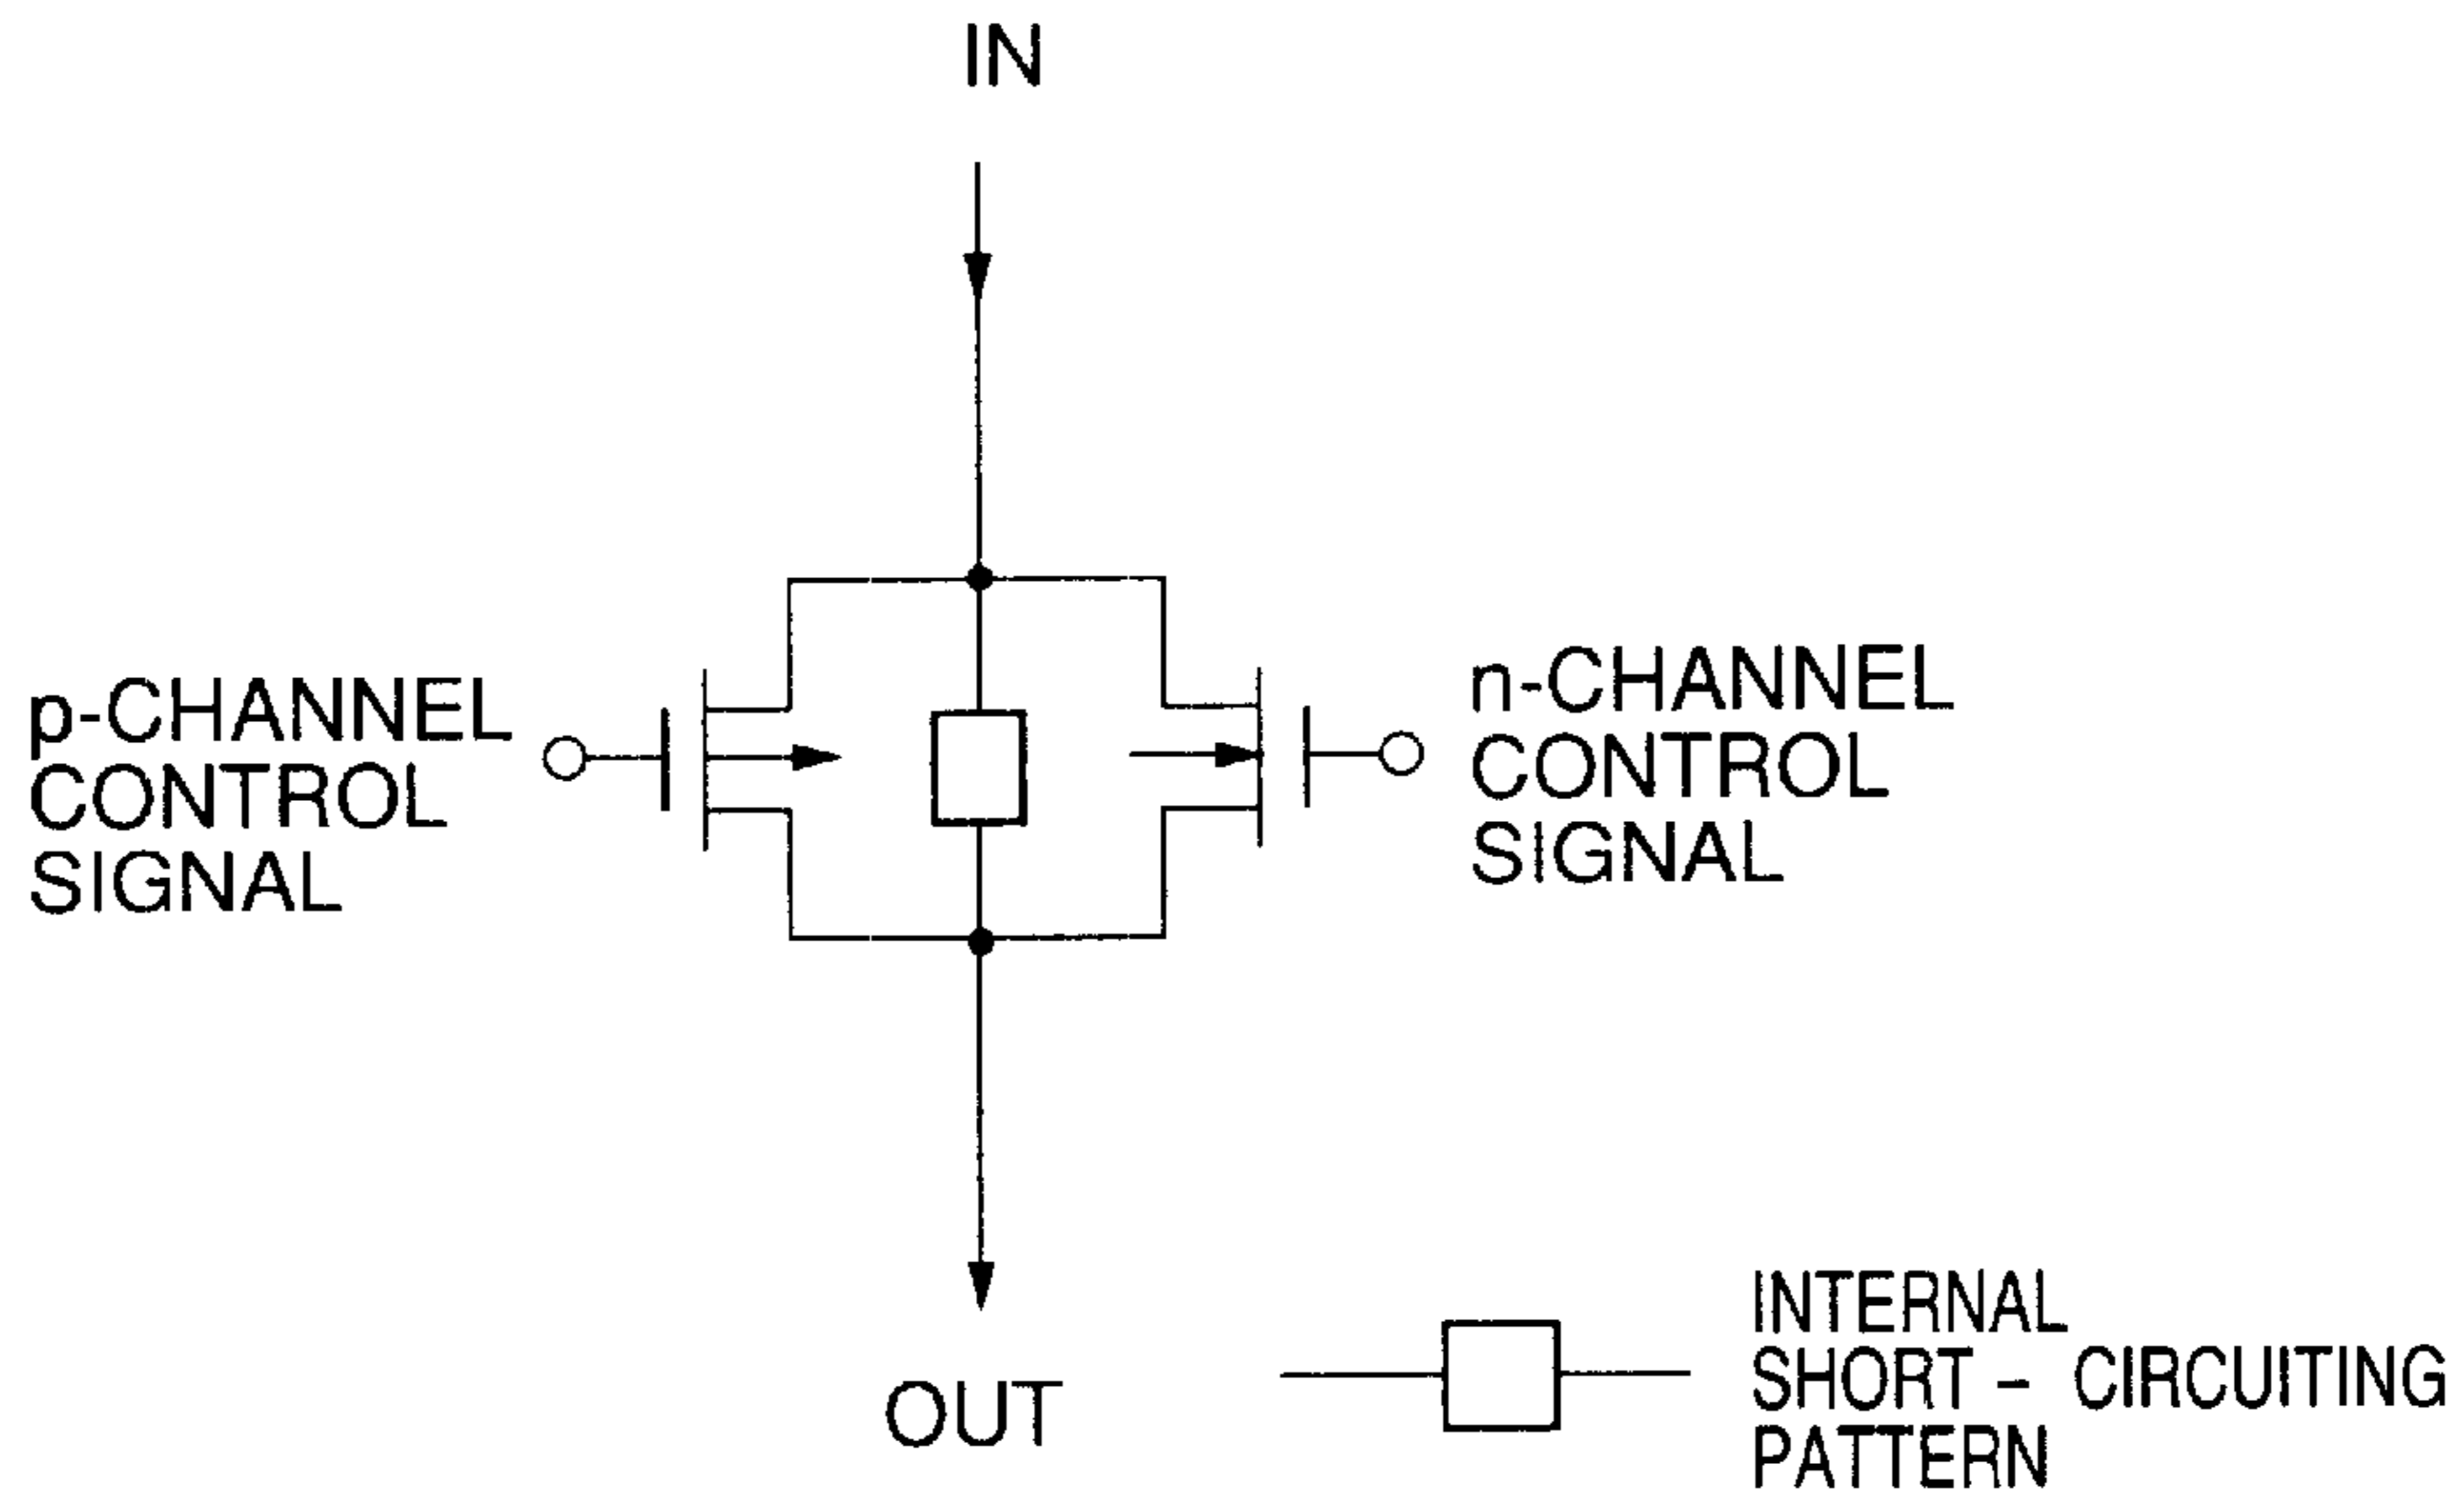 IN
p-CHANNEL
CONTROL
SIGNAL
n-CHANNEL
CONTROL
SIGNAL
OUT
INTERNAL
SHORT - CIRCUITING
PATTERN